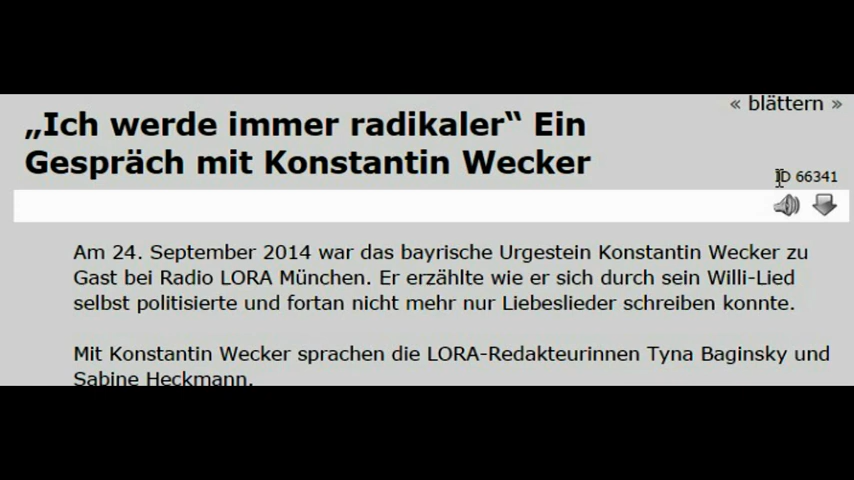 « blättern »
„Ich werde immer radikaler“ Ein
Gespräch mit Konstantin Wecker
ID 66341
Am 24. September 2014 war das bayrische Urgestein Konstantin Wecker zu
Gast bei Radio LORA München. Er erzählte wie er sich durch sein Willi-Lied
selbst politisierte und fortan nicht mehr nur Liebeslieder schreiben konnte.
Mit Konstantin Wecker sprachen die LORA-Redakteurinnen Tyna Baginsky und
Sabine Heckmann.